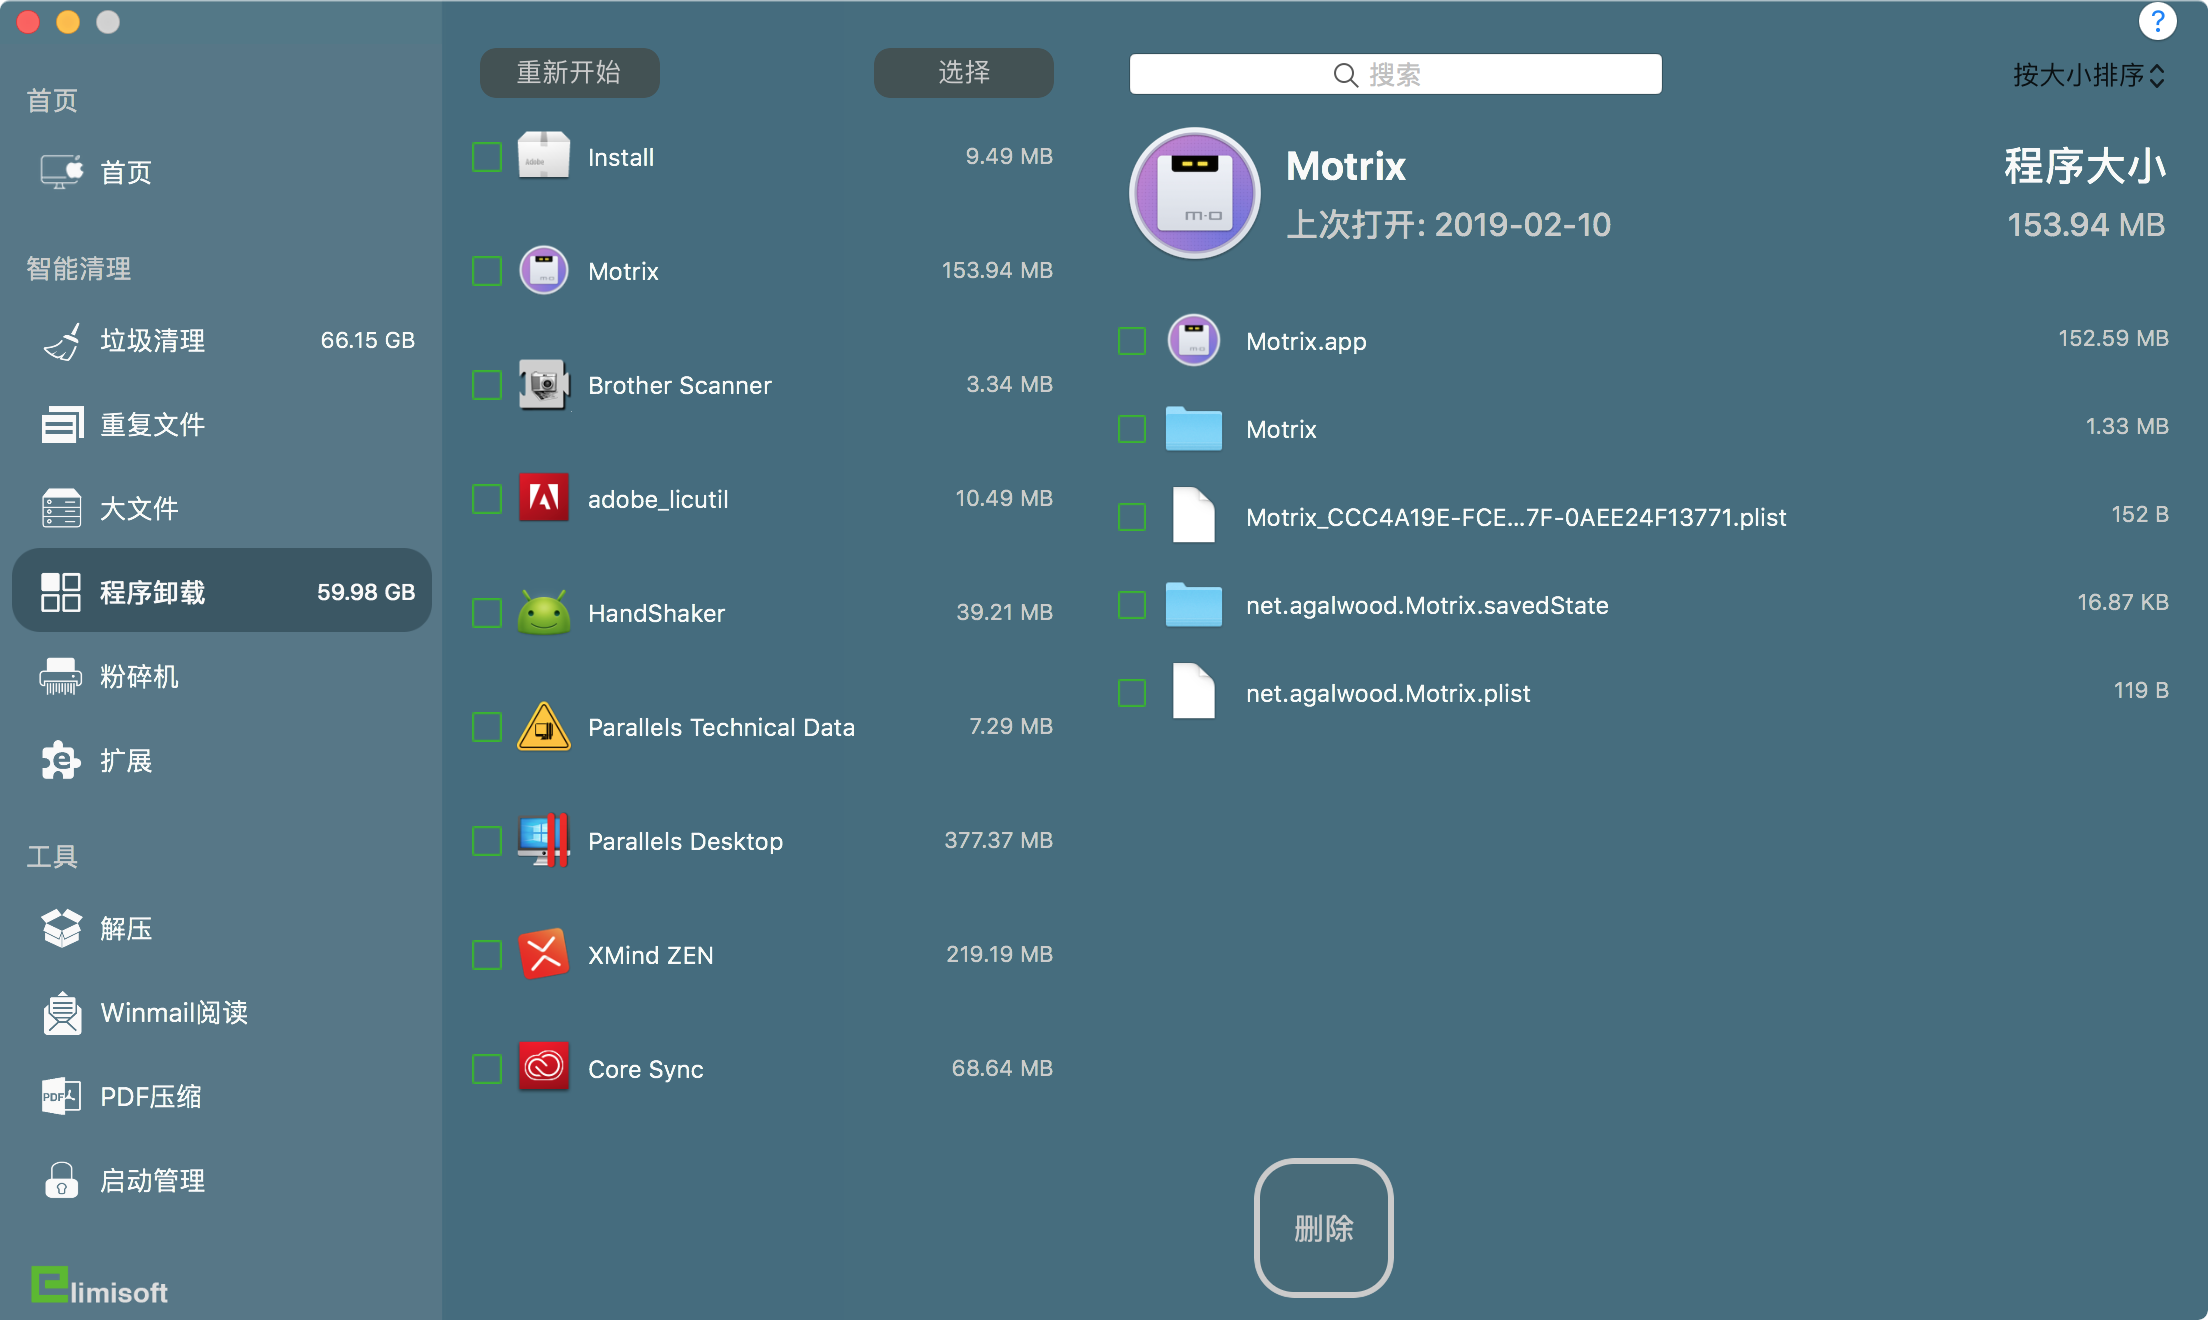 首页
首页
智能清理
垃圾清理 66.15 GB
重复文件
大文件
程序卸载 59.98 GB
粉碎机
扩展
工具
解压
Winmail阅读
PDF
PDF压缩
启动管理
elimisoft
重新开始
选择
Adobe
Install 9.49 MB
Motrix 153.94 MB
Brother Scanner 3.34 MB
adobe_licutil 10.49 MB
HandShaker 39.21 MB
Parallels Technical Data 7.29 MB
Parallels Desktop 377.37 MB
XMind ZEN 219.19 MB
Core Sync 68.64 MB
?
搜索
按大小排序
m-o
Motrix
程序大小
上次打开: 2019-02-10
153.94 MB
Motrix.app 152.59 MB
Motrix 1.33 MB
Motrix_CCC4A19E-FCE...7F-0AEE24F13771.plist 152 B
net.agalwood.Motrix.savedState 16.87 KB
net.agalwood.Motrix.plist 119 B
删除